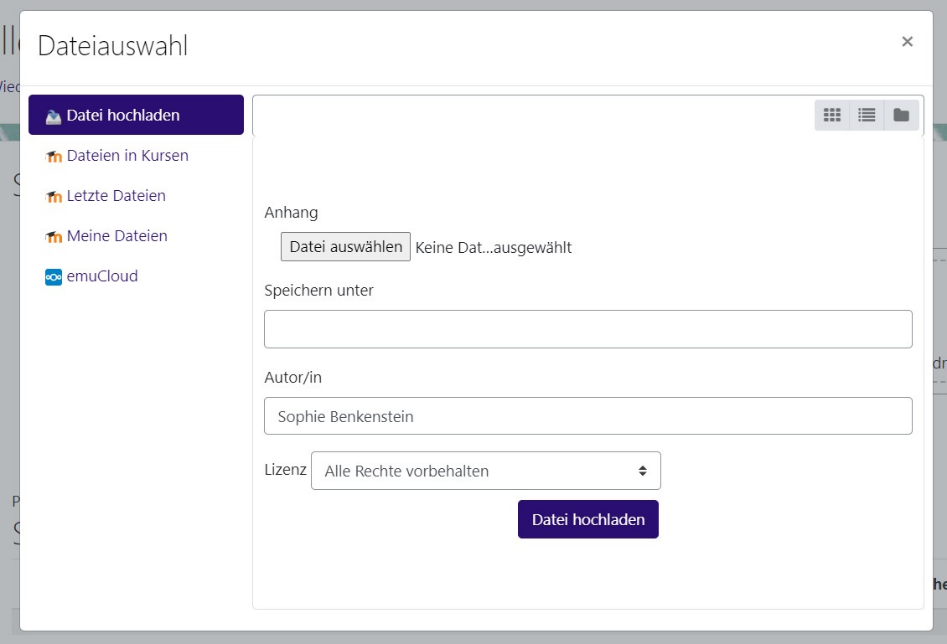 Dateiauswahl
×
Datei hochladen
Dateien in Kursen
Letzte Dateien
Meine Dateien
emuCloud
Anhang
Datei auswählen Keine Dat...ausgewählt
Speichern unter
Autor/in
Sophie Benkenstein
Lizenz Alle Rechte vorbehalten
Datei hochladen